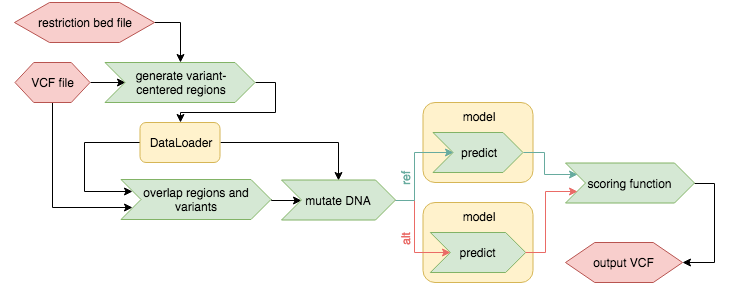 restriction bed file
VCF file
generate variant-
centered regions
DataLoader
overlap regions and
variants
mutate DNA
ref
alt
model
predict
model
predict
scoring function
output VCF